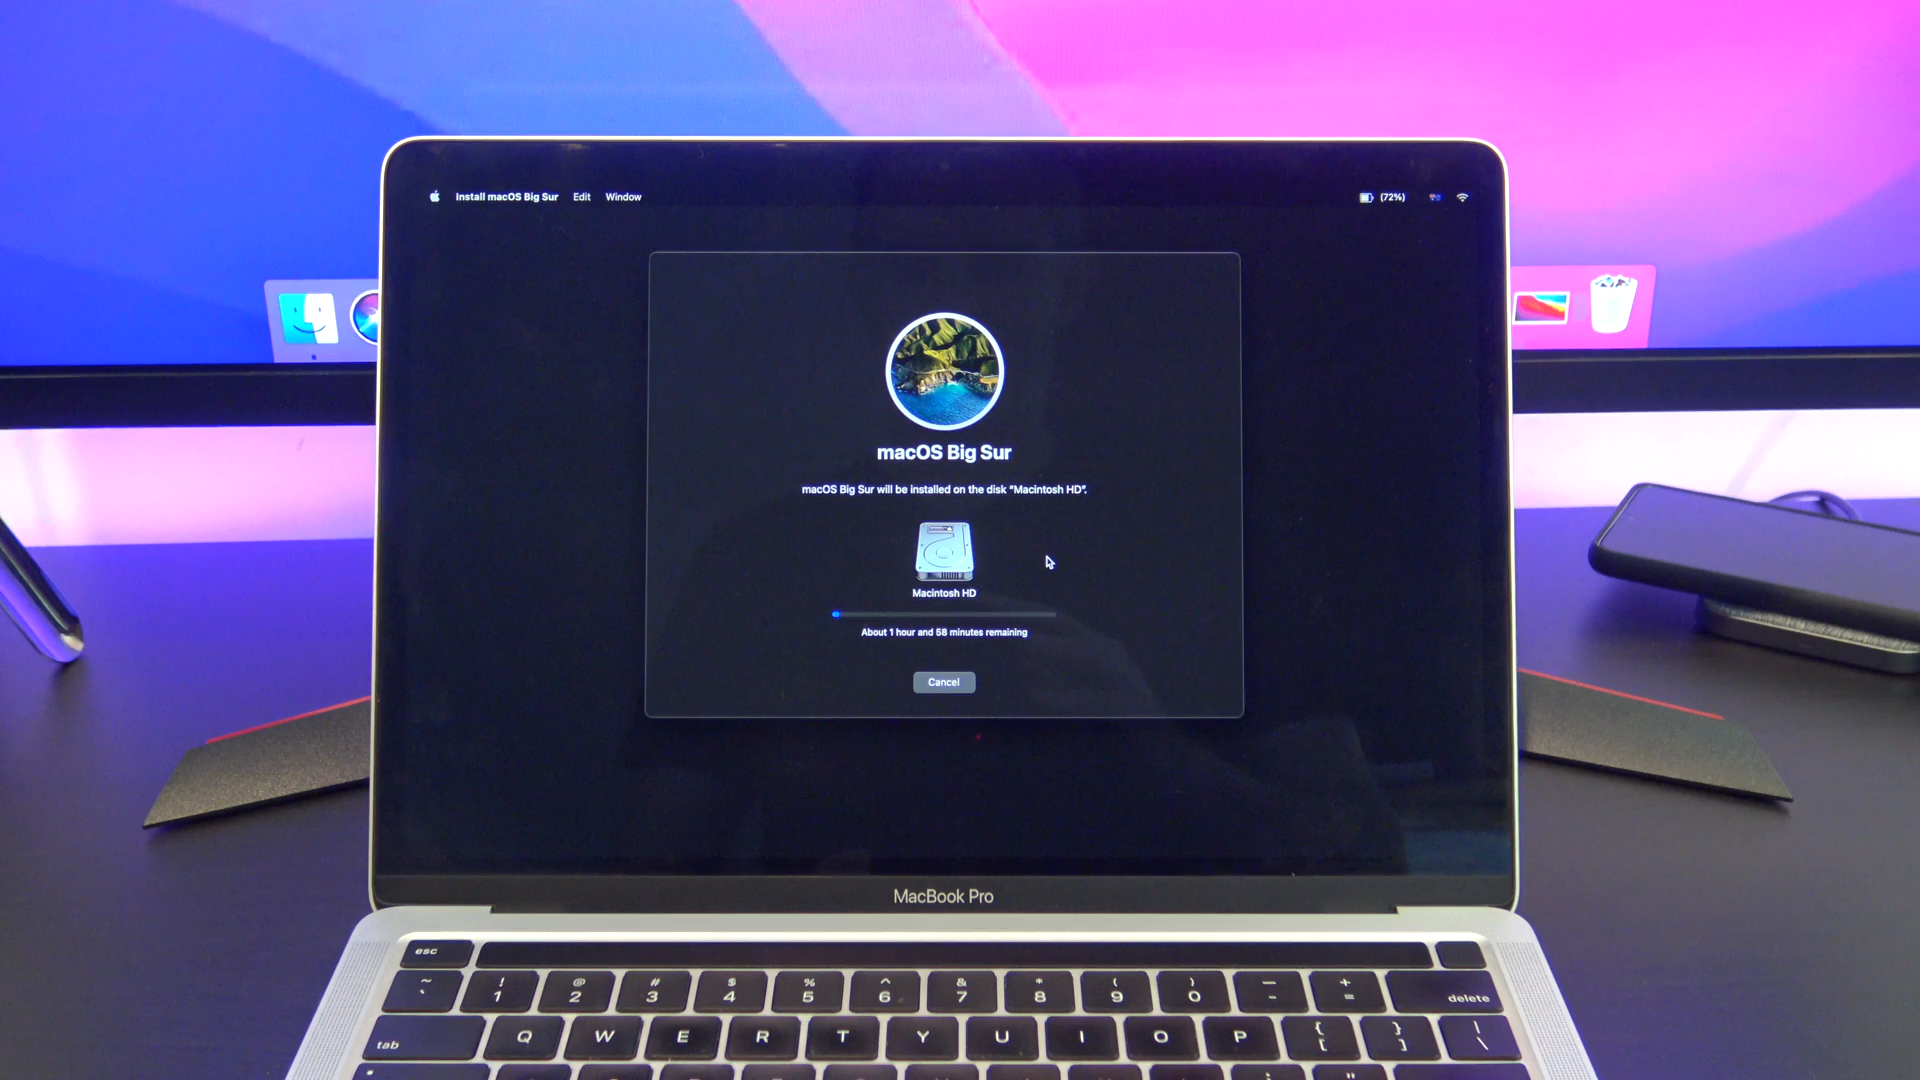 Install macOS Big Sur Edit Window (72%)
macOS Big Sur
macOS Big Sur will be installed on the disk “Macintosh HD”.
Macintosh HD
About 1 hour and 58 minutes remaining
Cancel
MacBook Pro
esc
~ ! @ # $ % ^ & * ( ) — +
` 1 2 3 4 5 6 7 8 9 0 - = delete
{ } |
tab Q W E R T Y U I O P [ ] \
: "